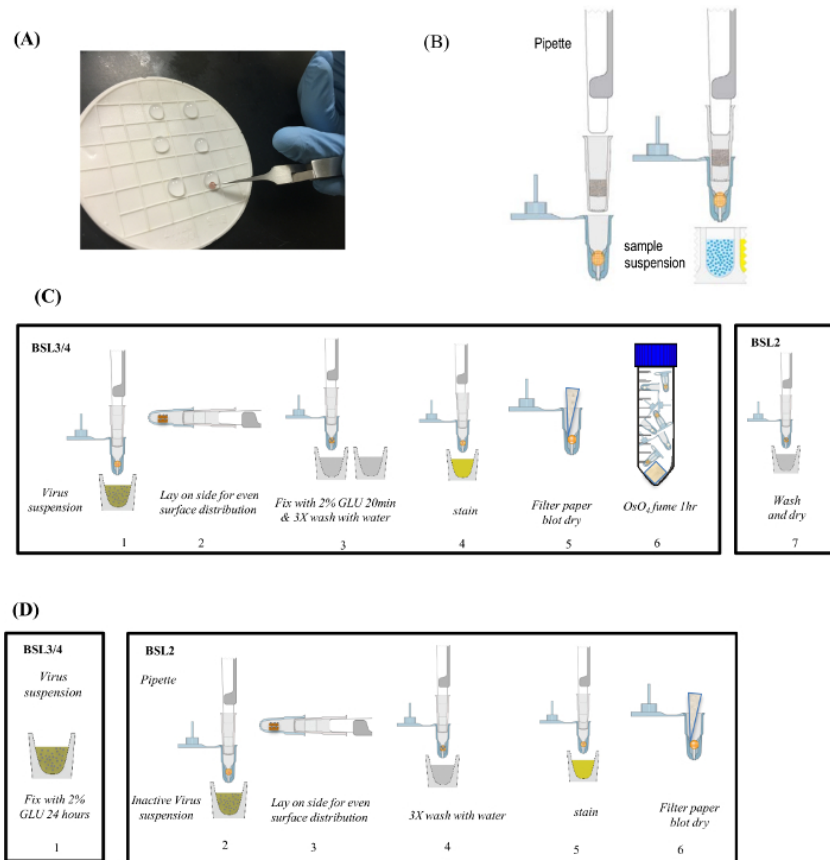 (A)
(B)
Pipette
sample
suspension
(C)
BSL3/4
Virus
suspension
1
Lay on side for even
surface distribution
2
Fix with 2% GLU 20min
& 3X wash with water
3
stain
4
Filter paper
blot dry
5
OsO4 fume 1hr
6
BSL2
Wash
and dry
7
(D)
BSL3/4
Virus
suspension
Fix with 2%
GLU 24 hours
1
BSL2
Pipette
Inactive Virus
suspension
2
Lay on side for even
surface distribution
3
3X wash with water
4
stain
5
Filter paper
blot dry
6